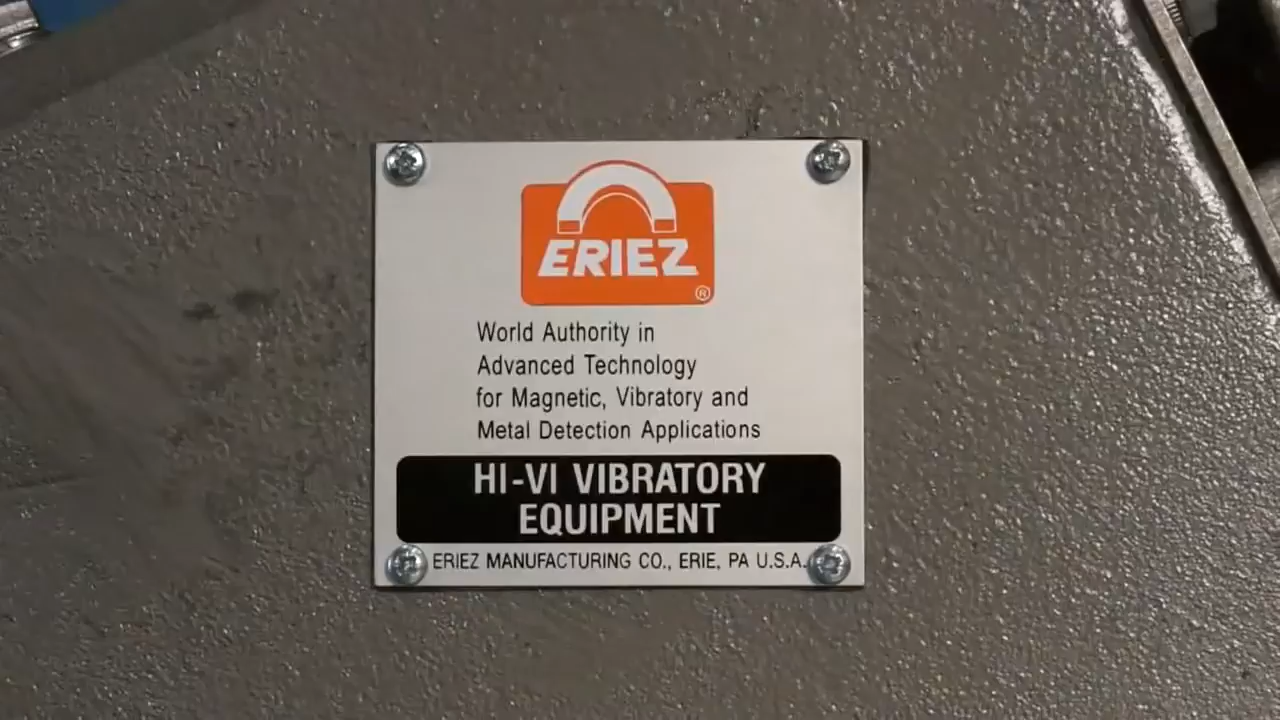 ERIEZ
®
World Authority in
Advanced Technology
for Magnetic, Vibratory and
Metal Detection Applications
HI-VI VIBRATORY
EQUIPMENT
ERIEZ MANUFACTURING CO., ERIE, PA U.S.A.